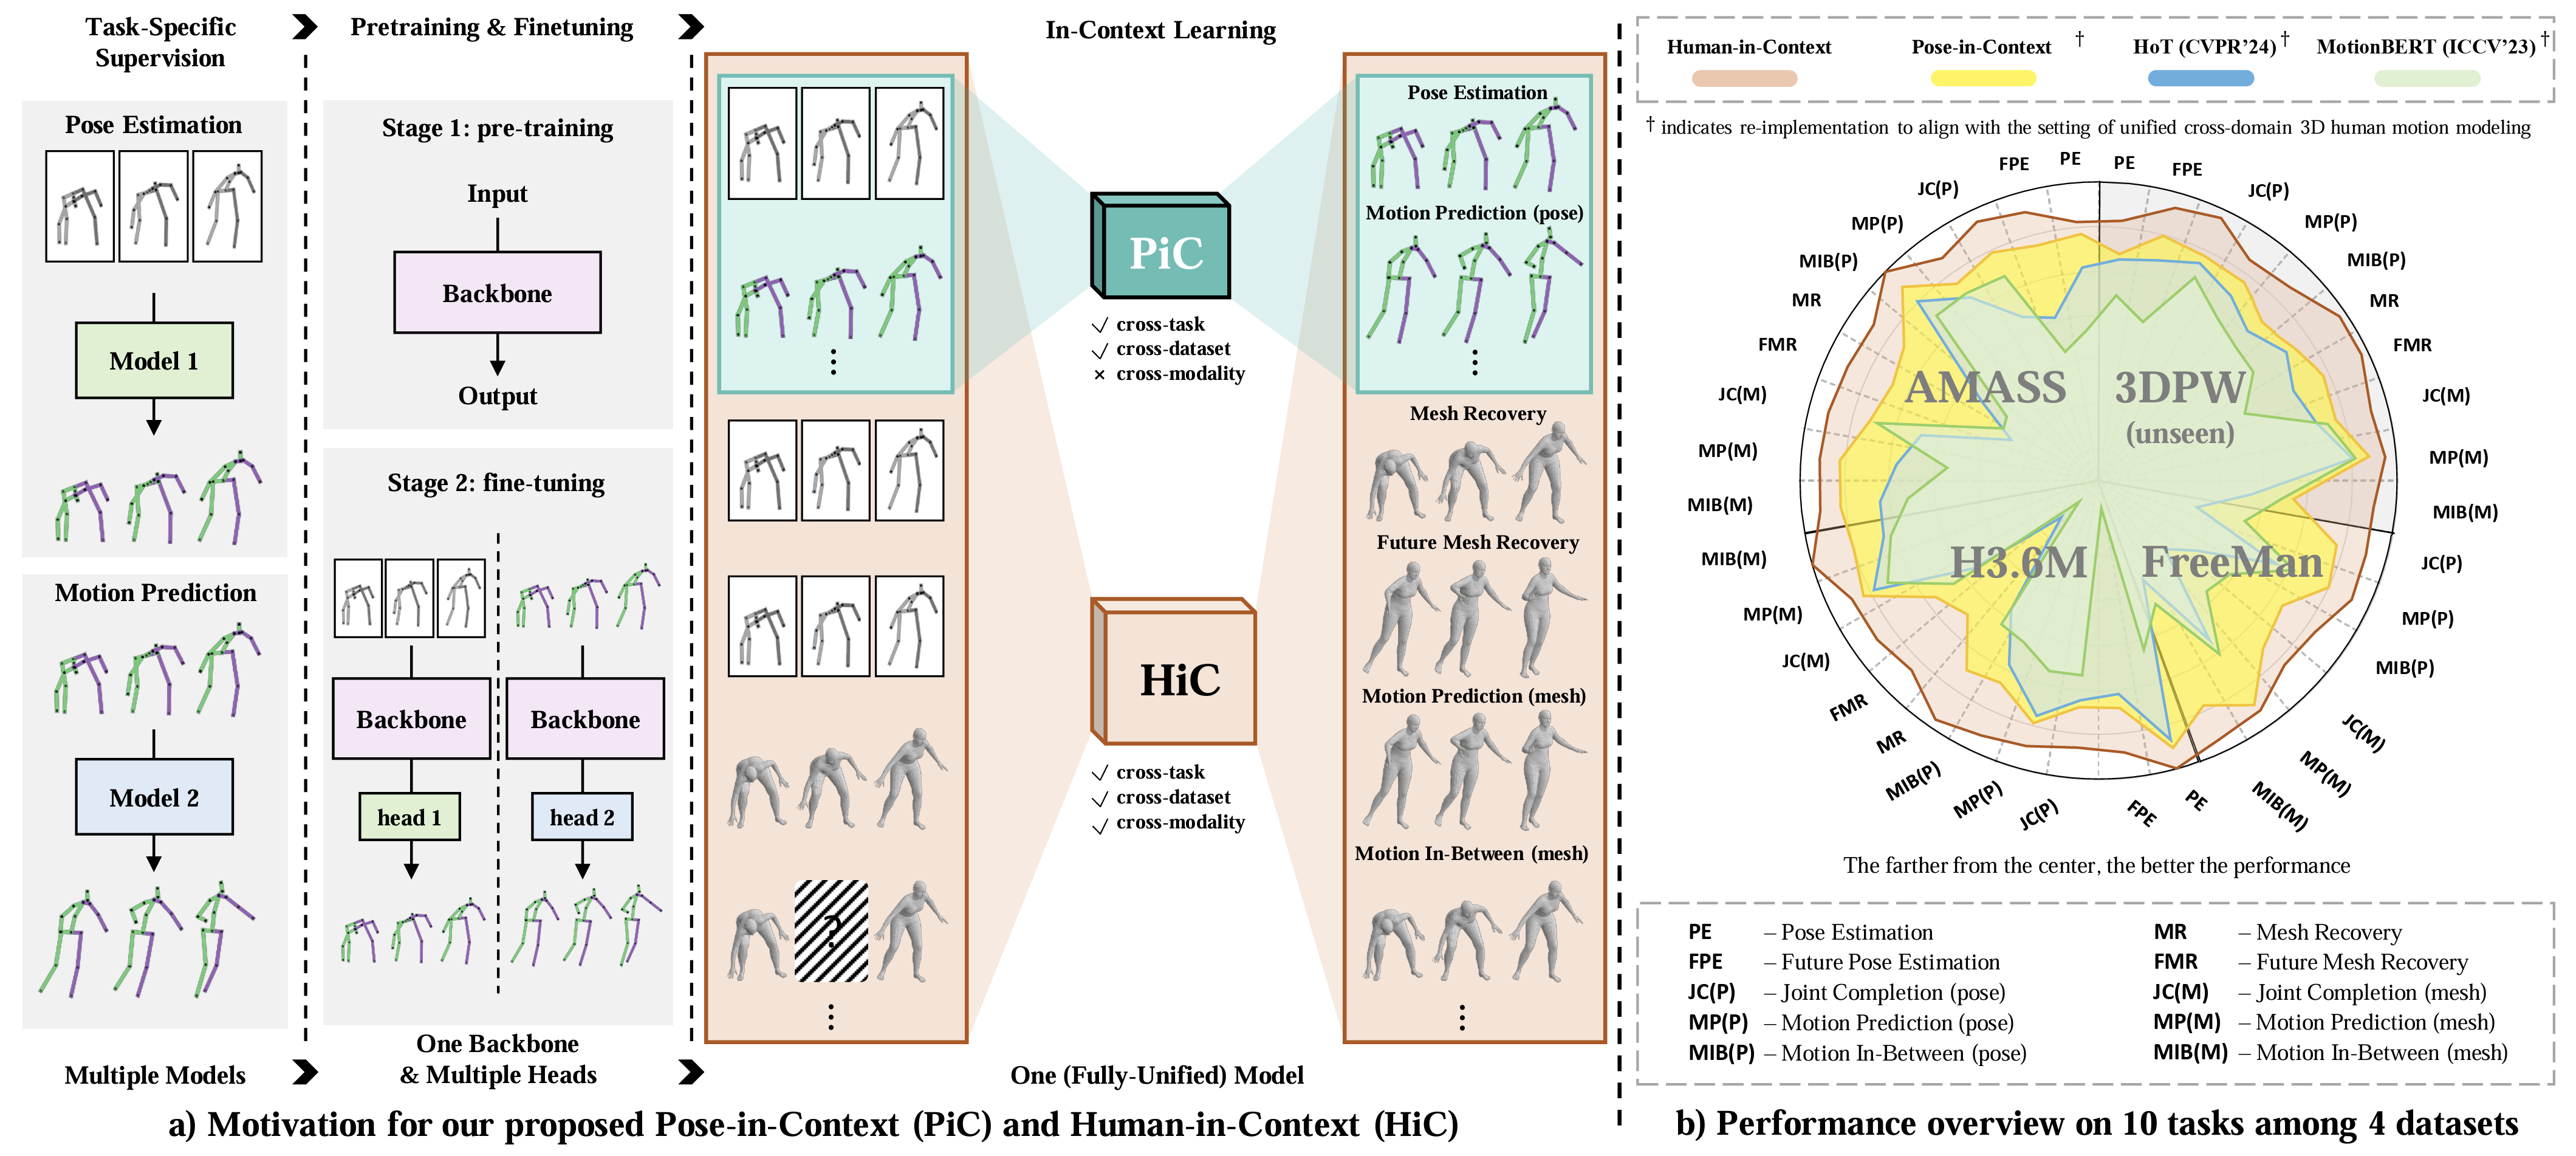 Task-Specific
Supervision
Pose Estimation
Model 1
Motion Prediction
Model 2
Multiple Models
Pretraining & Finetuning
Stage 1: pre-training
Input
Backbone
Output
Stage 2: fine-tuning
Backbone
Backbone
head 1
head 2
One Backbone
& Multiple Heads
In-Context Learning
?
PiC
✓ cross-task
✓ cross-dataset
× cross-modality
HiC
✓ cross-task
✓ cross-dataset
✓ cross-modality
Pose Estimation
Motion Prediction (pose)
Mesh Recovery
Future Mesh Recovery
Motion Prediction (mesh)
Motion In-Between (mesh)
One (Fully-Unified) Model
a) Motivation for our proposed Pose-in-Context (PiC) and Human-in-Context (HiC)
Human-in-Context
Pose-in-Context †
HoT (CVPR'24) †
MotionBERT (ICCV'23) †
† indicates re-implementation to align with the setting of unified cross-domain 3D human motion modeling
PE
FPE
JC(P)
MP(P)
MIB(P)
MR
FMR
JC(M)
MP(M)
MIB(M)
JC(P)
MP(P)
MIB(P)
JC(M)
MP(M)
MIB(M)
PE
FPE
JC(P)
MP(P)
MIB(P)
MR
FMR
JC(M)
MP(M)
MIB(M)
MIB(M)
MP(M)
JC(M)
FMR
MR
MIB(P)
MP(P)
JC(P)
FPE
PE
AMASS
3DPW
(unseen)
H3.6M
FreeMan
The farther from the center, the better the performance
PE – Pose Estimation
FPE – Future Pose Estimation
JC(P) – Joint Completion (pose)
MP(P) – Motion Prediction (pose)
MIB(P) – Motion In-Between (pose)
MR – Mesh Recovery
FMR – Future Mesh Recovery
JC(M) – Joint Completion (mesh)
MP(M) – Motion Prediction (mesh)
MIB(M) – Motion In-Between (mesh)
b) Performance overview on 10 tasks among 4 datasets